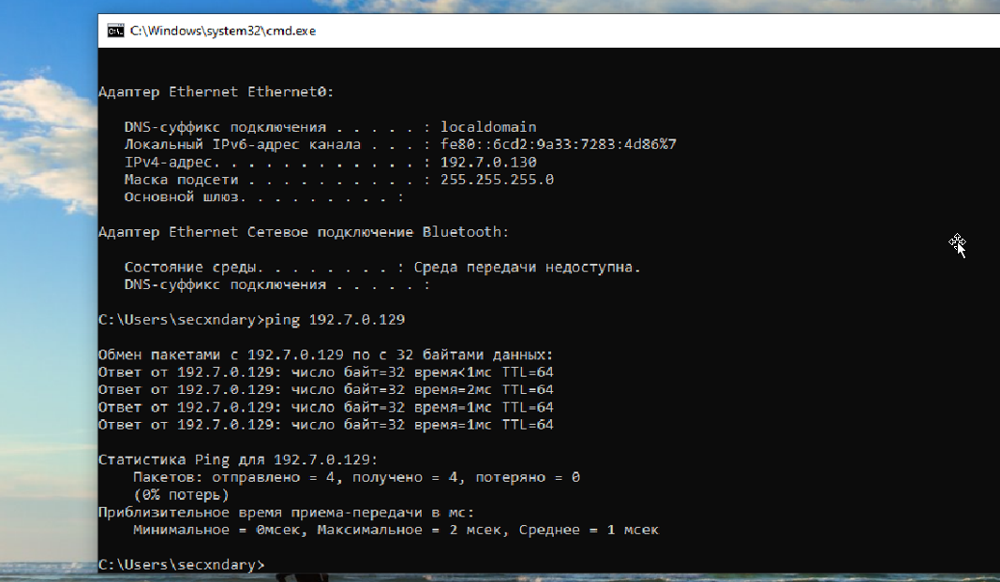 C:\Windows\system32\cmd.exe
Адаптер Ethernet Ethernet0:
DNS-суффикс подключения . . . . . : localdomain
Локальный IPv6-адрес канала . . . : fe80::6cd2:9a33:7283:4d86%7
IPv4-адрес. . . . . . . . . . . . : 192.7.0.130
Маска подсети . . . . . . . . . . : 255.255.255.0
Основной шлюз. . . . . . . . . :
Адаптер Ethernet Сетевое подключение Bluetooth:
Состояние среды. . . . . . . . : Среда передачи недоступна.
DNS-суффикс подключения . . . . . :
C:\Users\secxndary>ping 192.7.0.129
Обмен пакетами с 192.7.0.129 по с 32 байтами данных:
Ответ от 192.7.0.129: число байт=32 время<1мс TTL=64
Ответ от 192.7.0.129: число байт=32 время=2мс TTL=64
Ответ от 192.7.0.129: число байт=32 время=1мс TTL=64
Ответ от 192.7.0.129: число байт=32 время=1мс TTL=64
Статистика Ping для 192.7.0.129:
Пакетов: отправлено = 4, получено = 4, потеряно = 0
(0% потерь)
Приблизительное время приема-передачи в мс:
Минимальное = 0мсек, Максимальное = 2 мсек, Среднее = 1 мсек
C:\Users\secxndary>